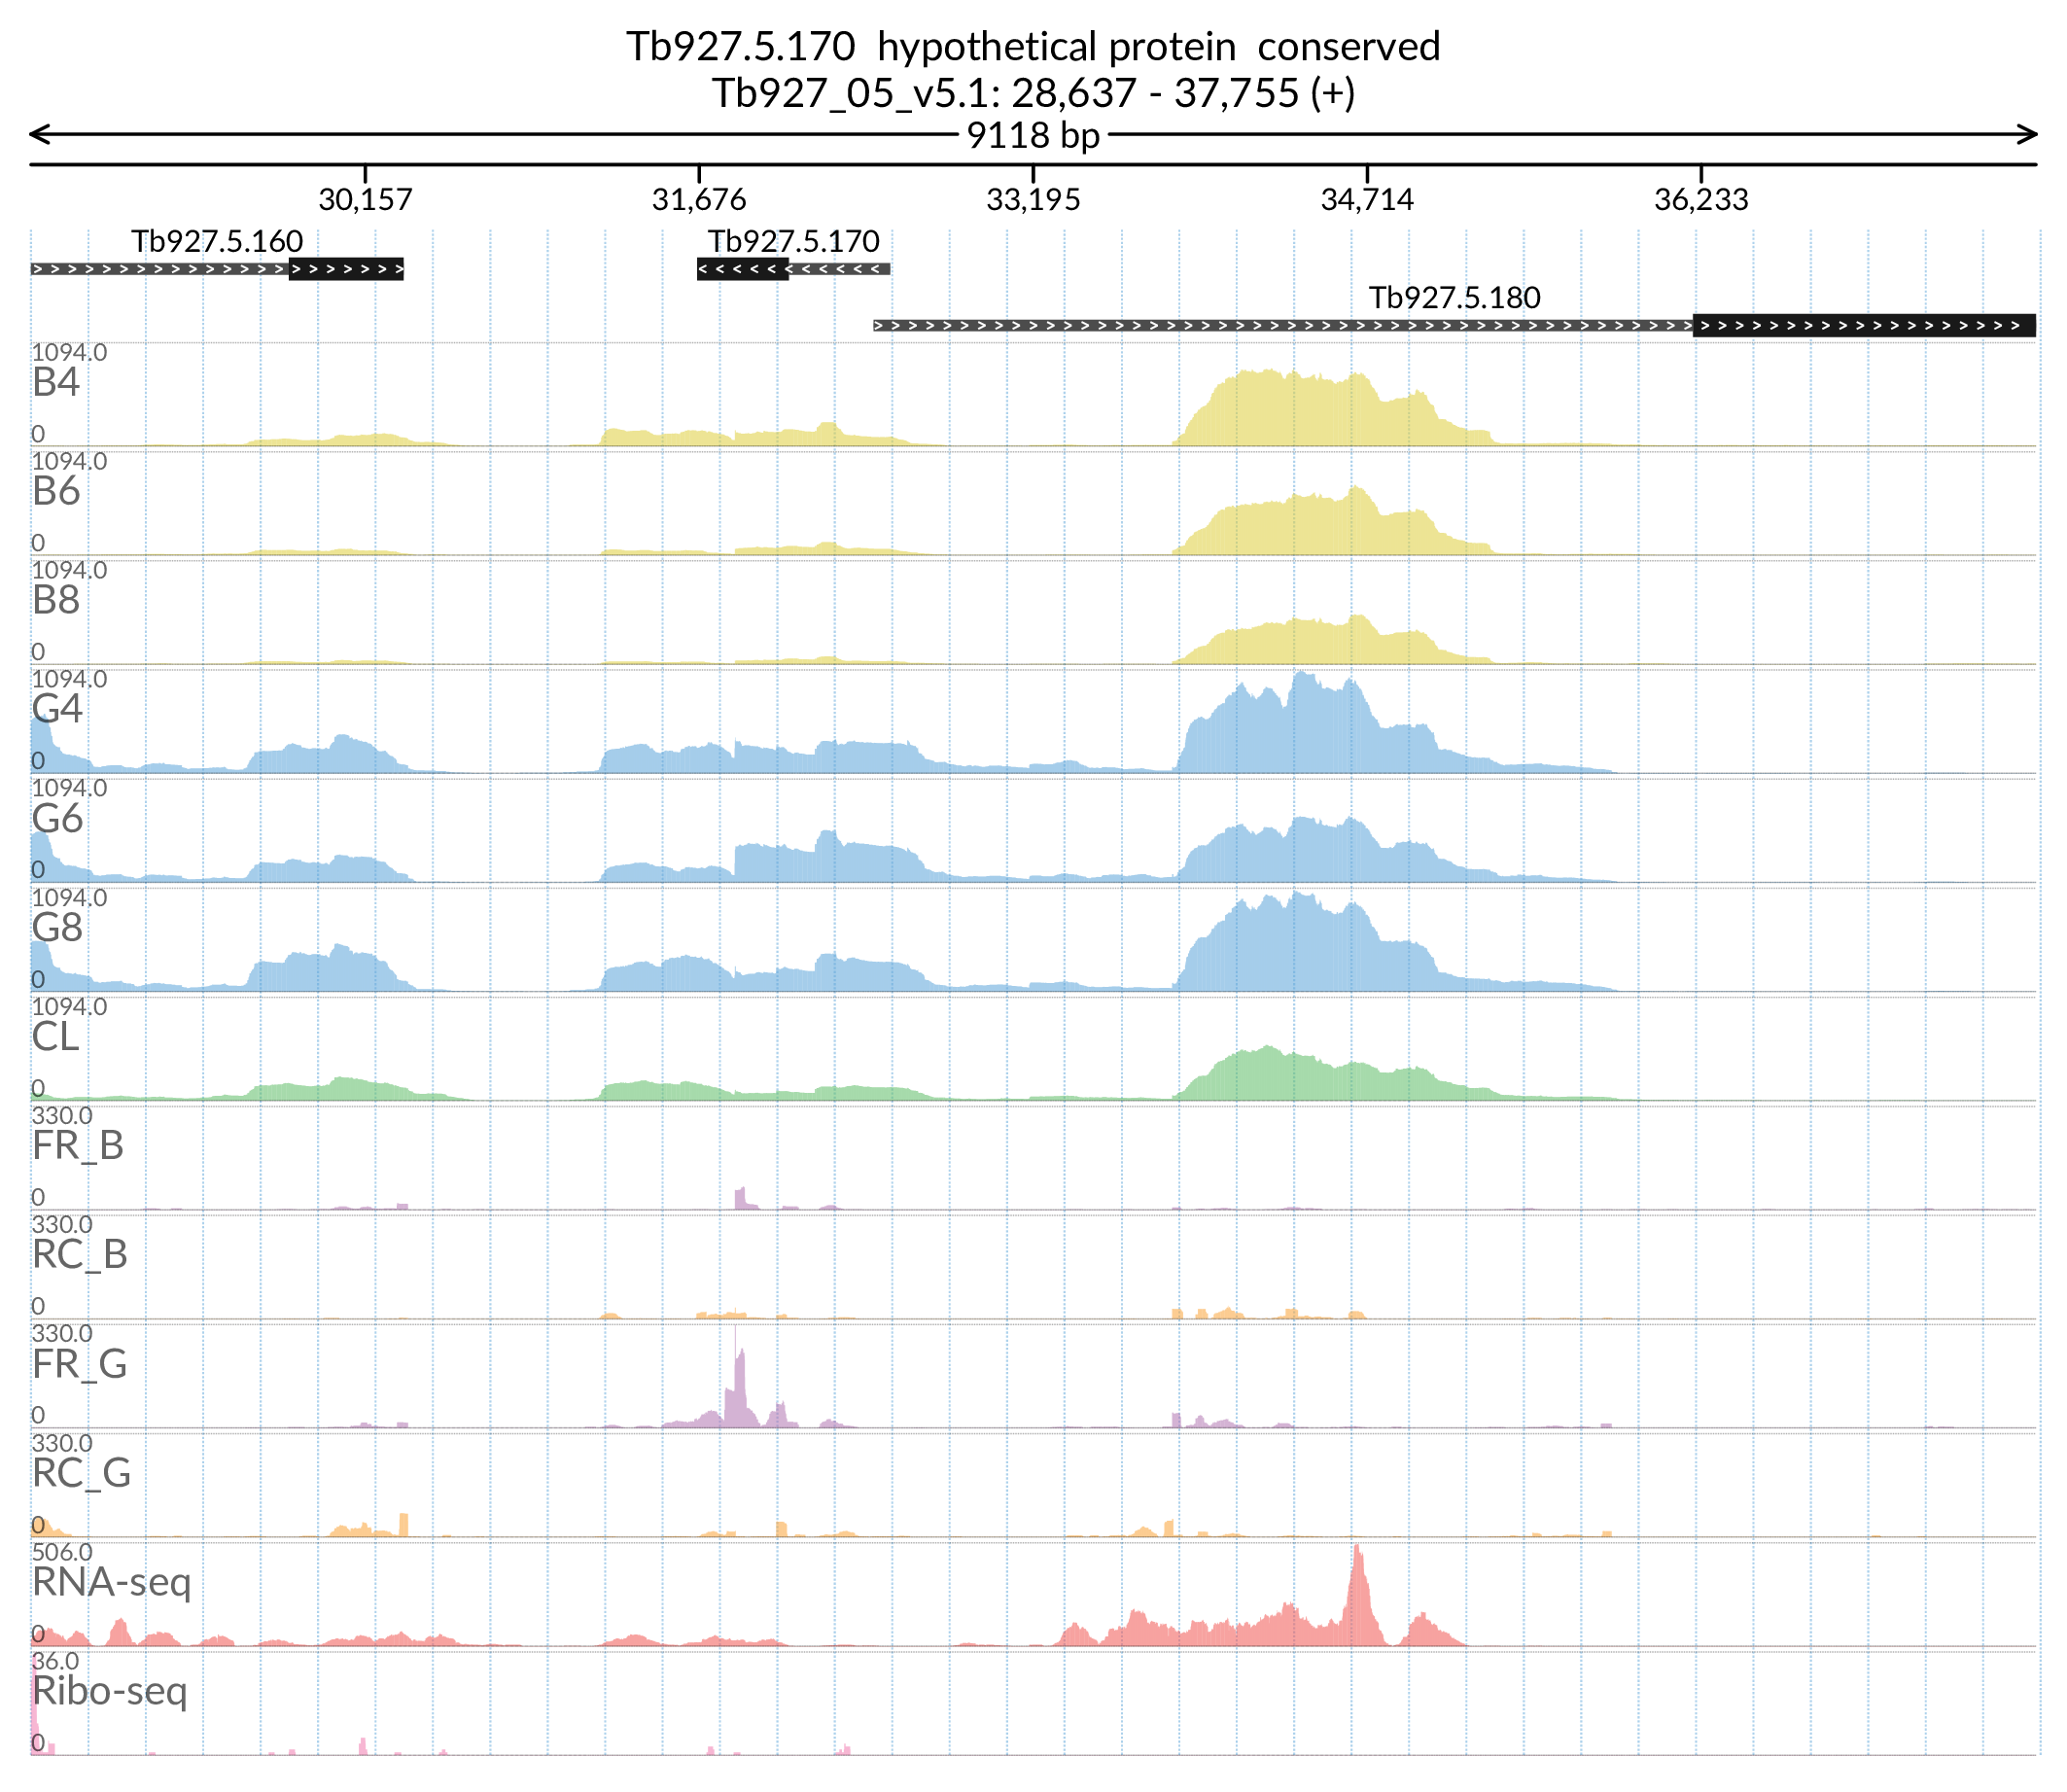 Tb927.5.170  hypothetical protein  conserved
Tb927_05_v5.1: 28,637 - 37,755 (+)
9118 bp
30,157 31,676 33,195 34,714 36,233
Tb927.5.160 Tb927.5.170
Tb927.5.180
1094.0
B4
0
1094.0
B6
0
1094.0
B8
0
1094.0
G4
0
1094.0
G6
0
1094.0
G8
0
1094.0
CL
0
330.0
FR_B
0
330.0
RC_B
0
330.0
FR_G
0
330.0
RC_G
0
506.0
RNA-seq
0
36.0
Ribo-seq
0